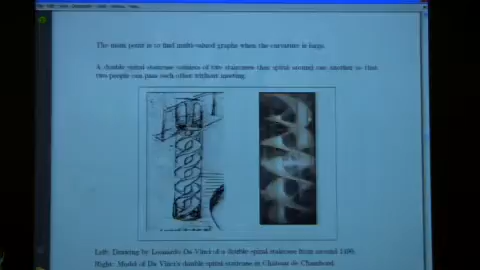 The main point is to find multi-valued graphs when the curvature is large.
A double spiral staircase consists of two staircases that spiral around one another so that
two people can pass each other without meeting.
Left: Drawing by Leonardo Da Vinci of a double spiral staircase from around 1490.
Right: Model of Da Vinci's double spiral staircase in Château de Chambord.